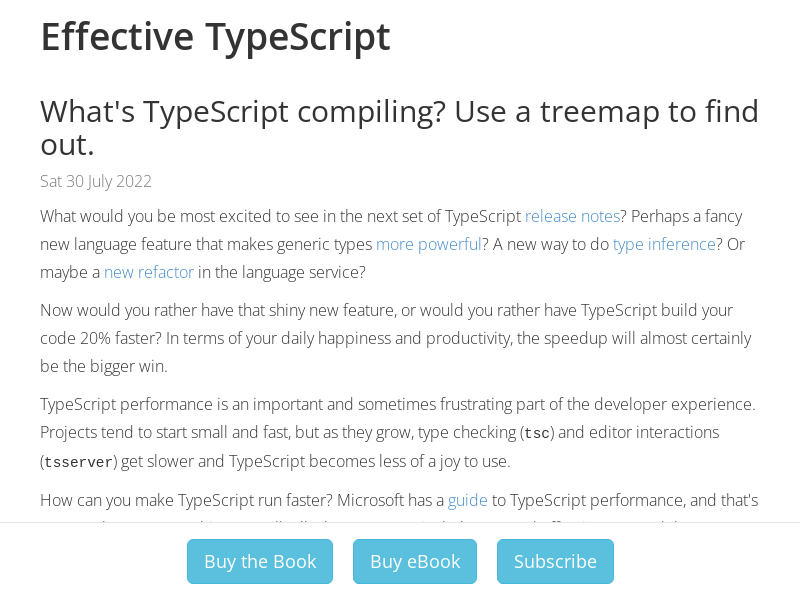 Effective TypeScript
What's TypeScript compiling? Use a treemap to find
out.
Sat 30 July 2022
What would you be most excited to see in the next set of TypeScript release notes? Perhaps a fancy
new language feature that makes generic types more powerful? A new way to do type inference? Or
maybe a new refactor in the language service?
Now would you rather have that shiny new feature, or would you rather have TypeScript build your
code 20% faster? In terms of your daily happiness and productivity, the speedup will almost certainly
be the bigger win.
TypeScript performance is an important and sometimes frustrating part of the developer experience.
Projects tend to start small and fast, but as they grow, type checking (tsc) and editor interactions
(tsserver) get slower and TypeScript becomes less of a joy to use.
How can you make TypeScript run faster? Microsoft has a guide to TypeScript performance, and that's
Buy the Book
Buy eBook
Subscribe